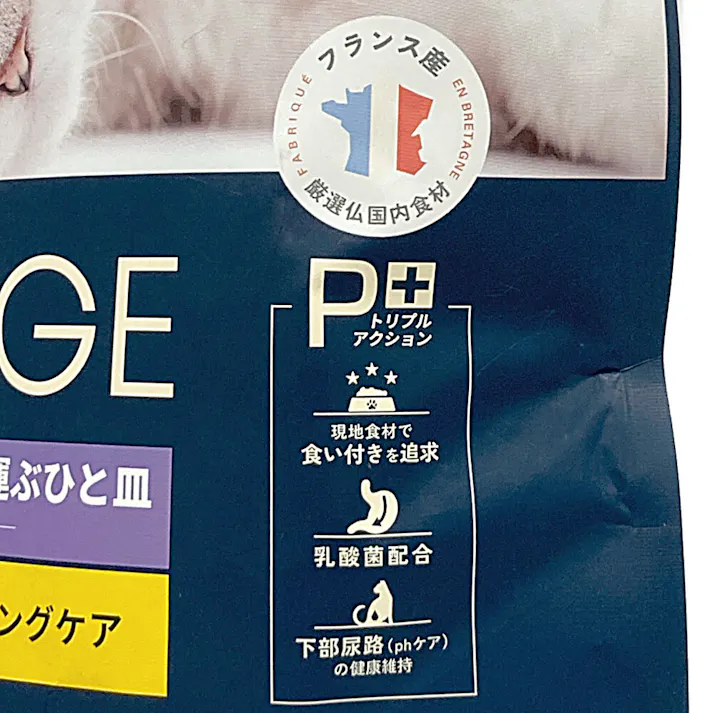 フランス産
FABRIQUÉ EN BRETAGNE
厳選仏国内食材
GE
P+
トリプル
アクション
現地食材で
食い付きを追求
運ぶひと皿
乳酸菌配合
ングケア
下部尿路(phケア)
の健康維持